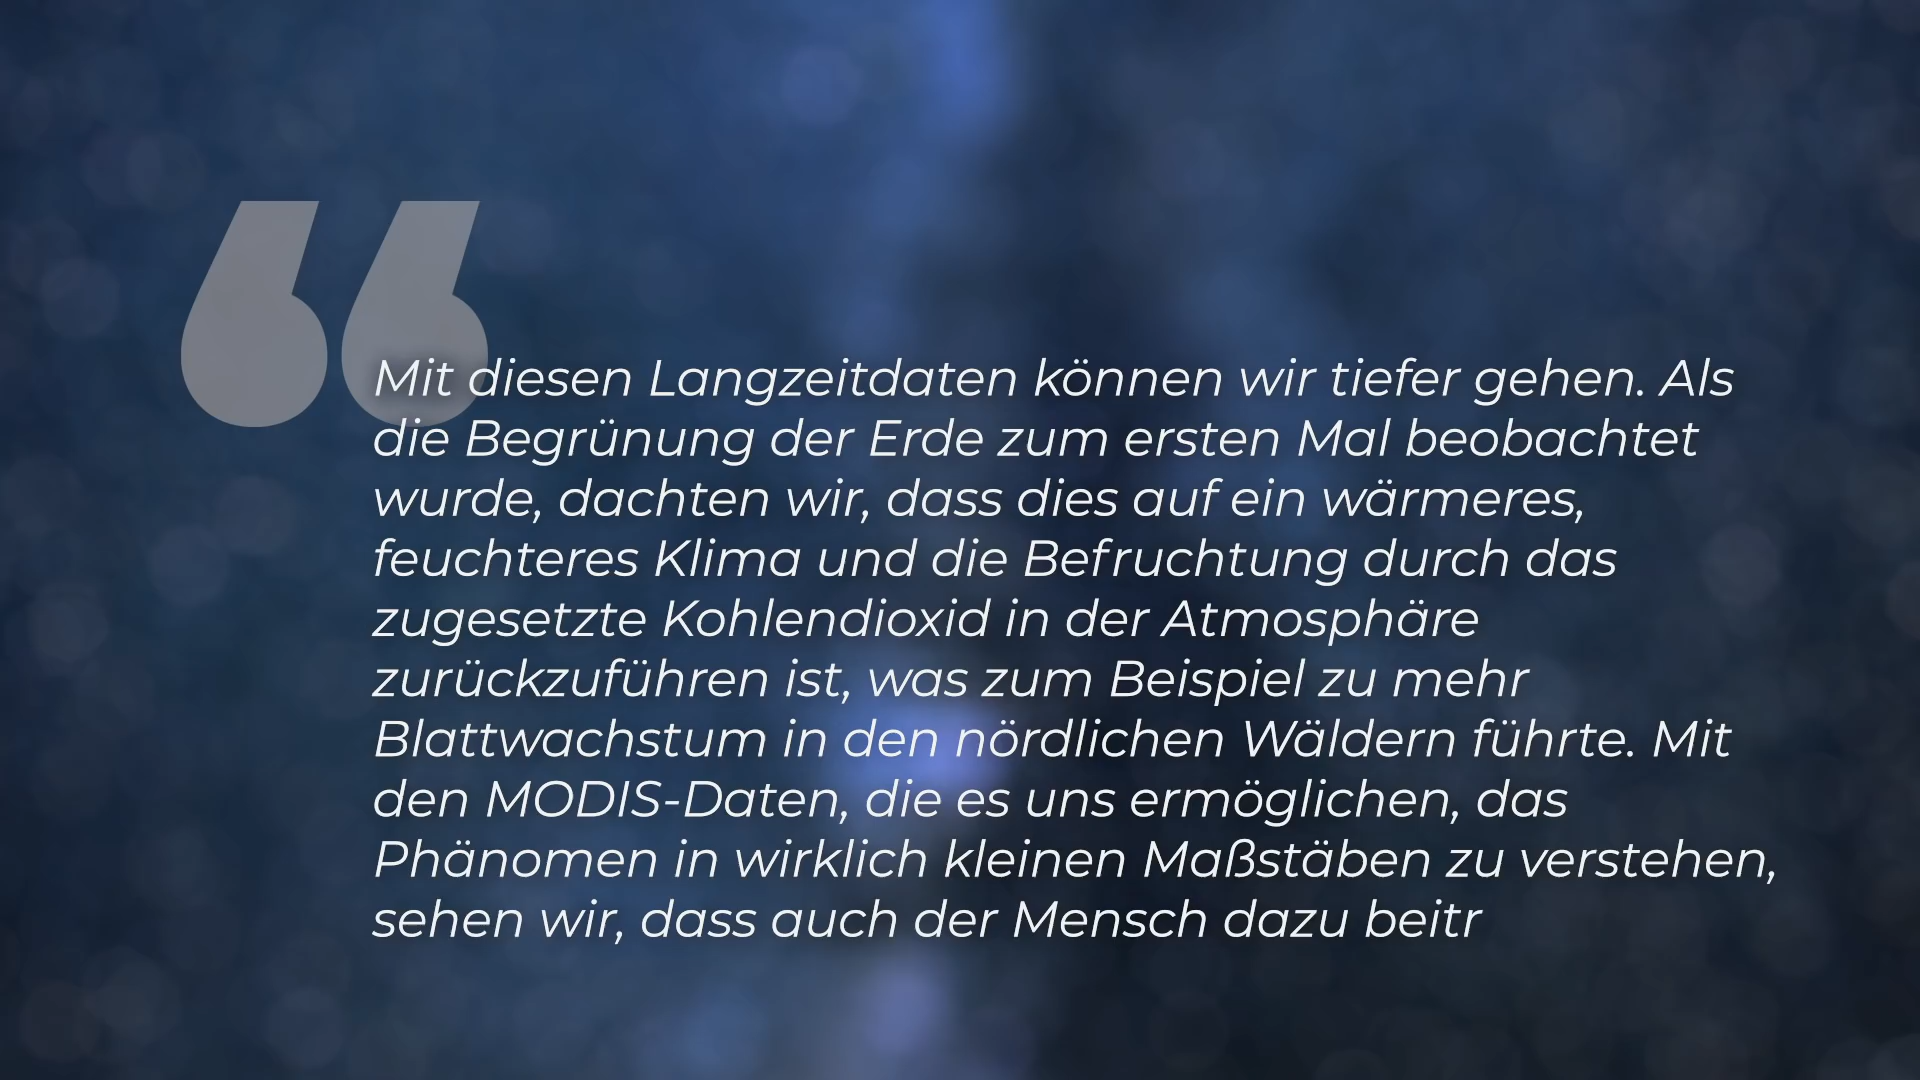 Mit diesen Langzeitdaten können wir tiefer gehen. Als
die Begrünung der Erde zum ersten Mal beobachtet
wurde, dachten wir, dass dies auf ein wärmeres,
feuchteres Klima und die Befruchtung durch das
zugesetzte Kohlendioxid in der Atmosphäre
zurückzuführen ist, was zum Beispiel zu mehr
Blattwachstum in den nördlichen Wäldern führte. Mit
den MODIS-Daten, die es uns ermöglichen, das
Phänomen in wirklich kleinen Maßstäben zu verstehen,
sehen wir, dass auch der Mensch dazu beitr